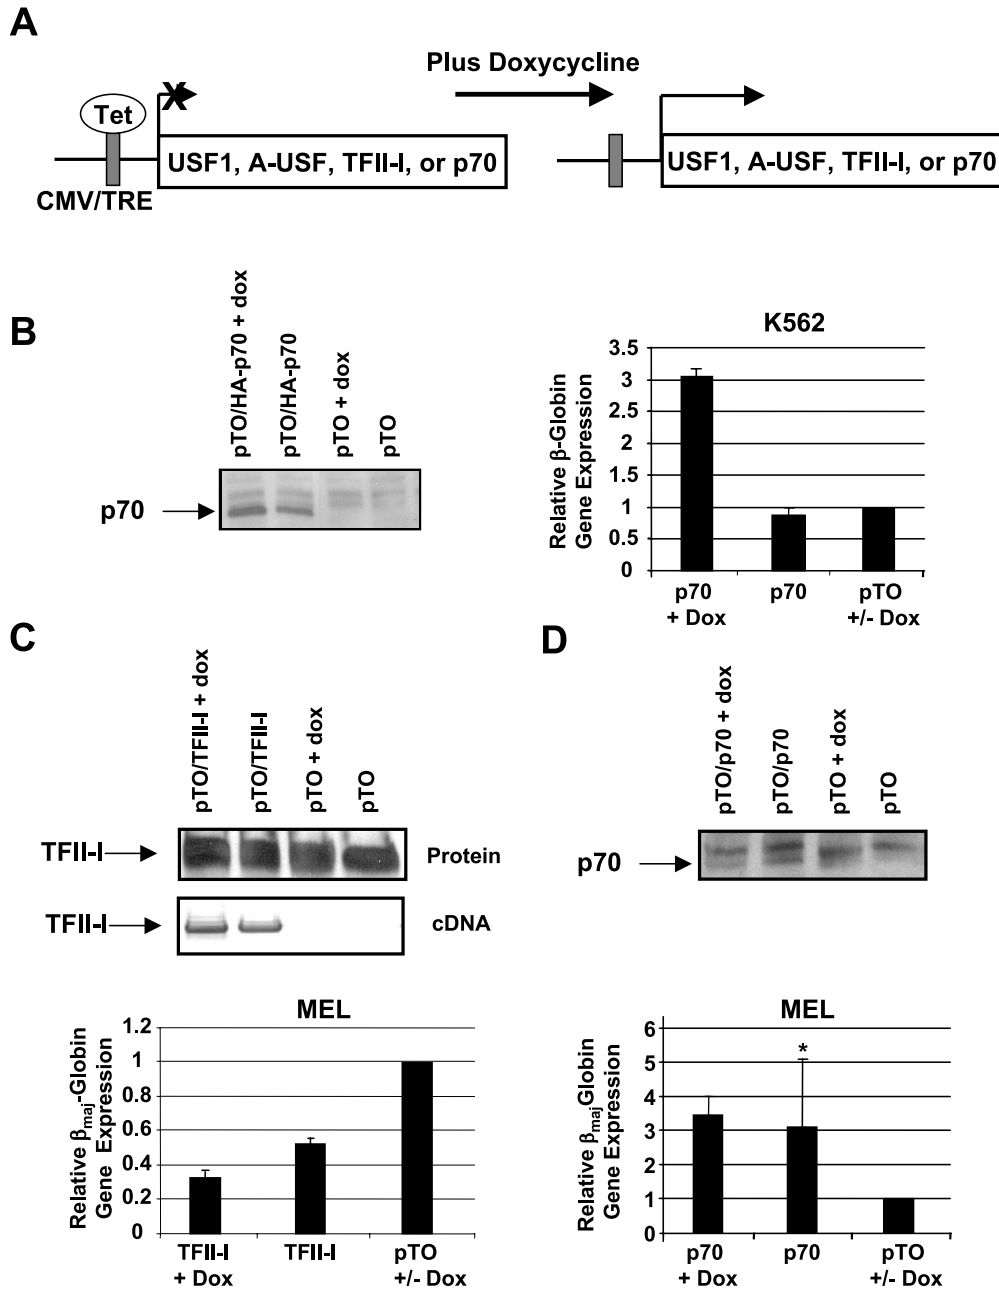 A
Plus Doxycycline
Tet
X
USF1, A-USF, TFII-I, or p70
USF1, A-USF, TFII-I, or p70
CMV/TRE
B
pTO/HA-p70 + dox
pTO/HA-p70
pTO + dox
pTO
p70
K562
Relative β-Globin
Gene Expression
3.5
3
2.5
2
1.5
1
0.5
0
p70
+ Dox
p70
pTO
+/- Dox
C
pTO/TFII-I + dox
pTO/TFII-I
pTO + dox
pTO
TFII-I
Protein
TFII-I
cDNA
MEL
Relative βmaj-Globin
Gene Expression
1.2
1
0.8
0.6
0.4
0.2
0
TFII-I
+ Dox
TFII-I
pTO
+/- Dox
D
pTO/p70 + dox
pTO/p70
pTO + dox
pTO
p70
MEL
Relative βmajGlobin
Gene Expression
6
5
4
3
2
1
0
*
p70
+ Dox
p70
pTO
+/- Dox